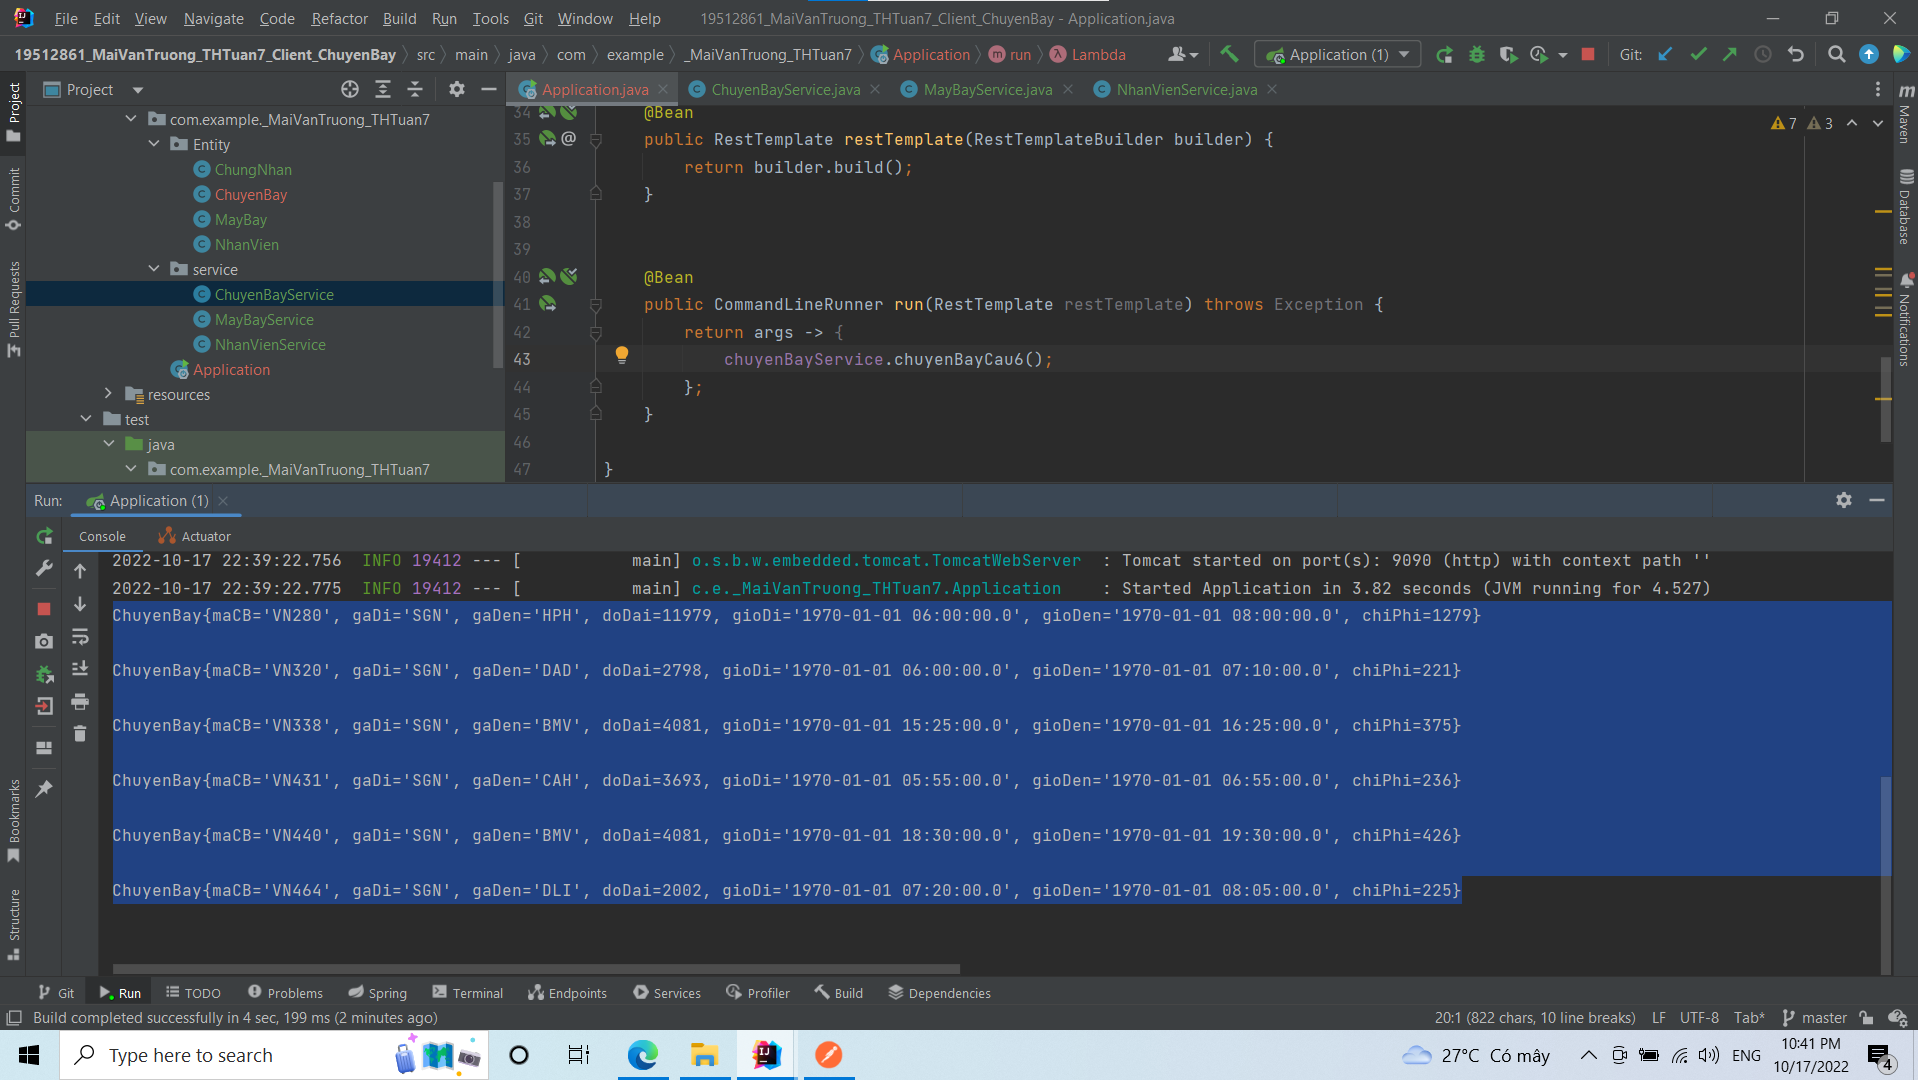 File Edit View Navigate Code Refactor Build Run Tools Git Window Help 19512861_MaiVanTruong_THTuan7_Client_ChuyenBay - Application.java
19512861_MaiVanTruong_THTuan7_Client_ChuyenBay src main java com example _MaiVanTruong_THTuan7 Application run Lambda Application (1) Git:
Project
Application.java ChuyenBayService.java MayBayService.java NhanVienService.java
com.example._MaiVanTruong_THTuan7
Entity
ChungNhan
ChuyenBay
MayBay
NhanVien
service
ChuyenBayService
MayBayService
NhanVienService
Application
resources
test
java
com.example._MaiVanTruong_THTuan7
7 3
34 @Bean
35 @ public RestTemplate restTemplate(RestTemplateBuilder builder) {
36 return builder.build();
37 }
38
39
40 @Bean
41 public CommandLineRunner run(RestTemplate restTemplate) throws Exception {
42 return args -> {
43 chuyenBayService.chuyenBayCau6();
44 };
45 }
46
47 }
Project
Commit
Pull Requests
Bookmarks
Structure
Maven
Database
Notifications
Run: Application (1)
Console Actuator
2022-10-17 22:39:22.756 INFO 19412 --- [ main] o.s.b.w.embedded.tomcat.TomcatWebServer : Tomcat started on port(s): 9090 (http) with context path ''
2022-10-17 22:39:22.775 INFO 19412 --- [ main] c.e._MaiVanTruong_THTuan7.Application : Started Application in 3.82 seconds (JVM running for 4.527)
ChuyenBay{maCB='VN280', gaDi='SGN', gaDen='HPH', doDai=11979, gioDi='1970-01-01 06:00:00.0', gioDen='1970-01-01 08:00:00.0', chiPhi=1279}
ChuyenBay{maCB='VN320', gaDi='SGN', gaDen='DAD', doDai=2798, gioDi='1970-01-01 06:00:00.0', gioDen='1970-01-01 07:10:00.0', chiPhi=221}
ChuyenBay{maCB='VN338', gaDi='SGN', gaDen='BMV', doDai=4081, gioDi='1970-01-01 15:25:00.0', gioDen='1970-01-01 16:25:00.0', chiPhi=375}
ChuyenBay{maCB='VN431', gaDi='SGN', gaDen='CAH', doDai=3693, gioDi='1970-01-01 05:55:00.0', gioDen='1970-01-01 06:55:00.0', chiPhi=236}
ChuyenBay{maCB='VN440', gaDi='SGN', gaDen='BMV', doDai=4081, gioDi='1970-01-01 18:30:00.0', gioDen='1970-01-01 19:30:00.0', chiPhi=426}
ChuyenBay{maCB='VN464', gaDi='SGN', gaDen='DLI', doDai=2002, gioDi='1970-01-01 07:20:00.0', gioDen='1970-01-01 08:05:00.0', chiPhi=225}
Git Run TODO Problems Spring Terminal Endpoints Services Profiler Build Dependencies
Build completed successfully in 4 sec, 199 ms (2 minutes ago) 20:1 (822 chars, 10 line breaks) LF UTF-8 Tab* master
Type here to search 27°C Có mây ENG 10:41 PM
10/17/2022 4